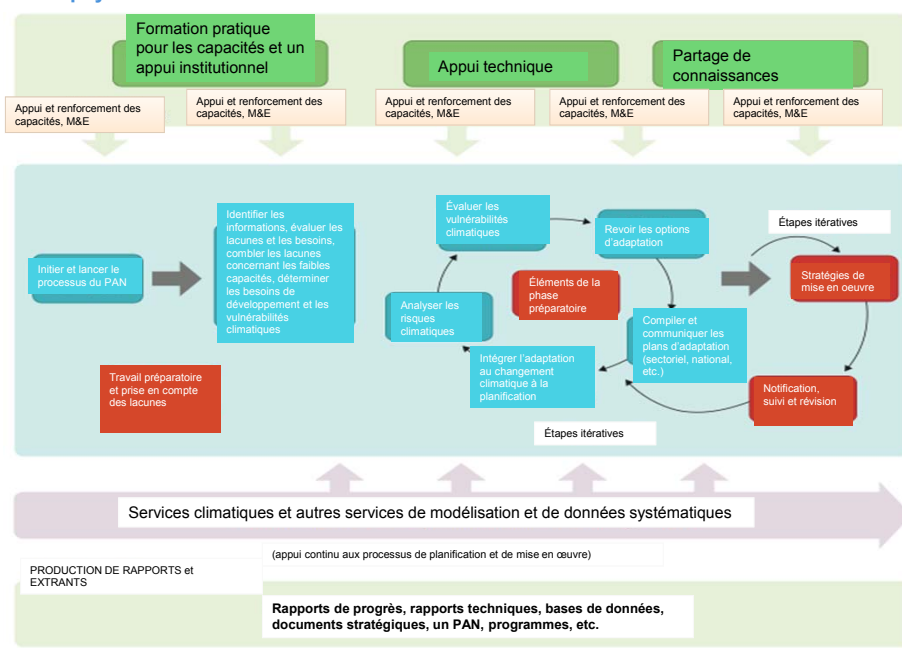 Formation pratique
pour les capacités et un
appui institutionnel
Appui technique
Partage de
connaissances
Appui et renforcement des
capacités, M&E
Appui et renforcement des
capacités, M&E
Appui et renforcement des
capacités, M&E
Appui et renforcement des
capacités, M&E
Appui et renforcement des
capacités, M&E
Initier et lancer le
processus du PAN
Identifier les
informations, évaluer les
lacunes et les besoins,
combler les lacunes
concernant les faibles
capacités, déterminer
les besoins de
développement et les
vulnérabilités
climatiques
Travail préparatoire
et prise en compte
des lacunes
Évaluer les
vulnérabilités
climatiques
Revoir les options
d'adaptation
Éléments de la
phase
préparatoire
Analyser les
risques
climatiques
Compiler et
communiquer les
plans d'adaptation
(sectoriel, national,
etc.)
Intégrer l'adaptation
au changement
climatique à la
planification
Étapes itératives
Stratégies de
mise en oeuvre
Notification,
suivi et révision
Étapes itératives
Services climatiques et autres services de modélisation et de données systématiques
(appui continu aux processus de planification et de mise en œuvre)
PRODUCTION DE RAPPORTS et
EXTRANTS
Rapports de progrès, rapports techniques, bases de données,
documents stratégiques, un PAN, programmes, etc.